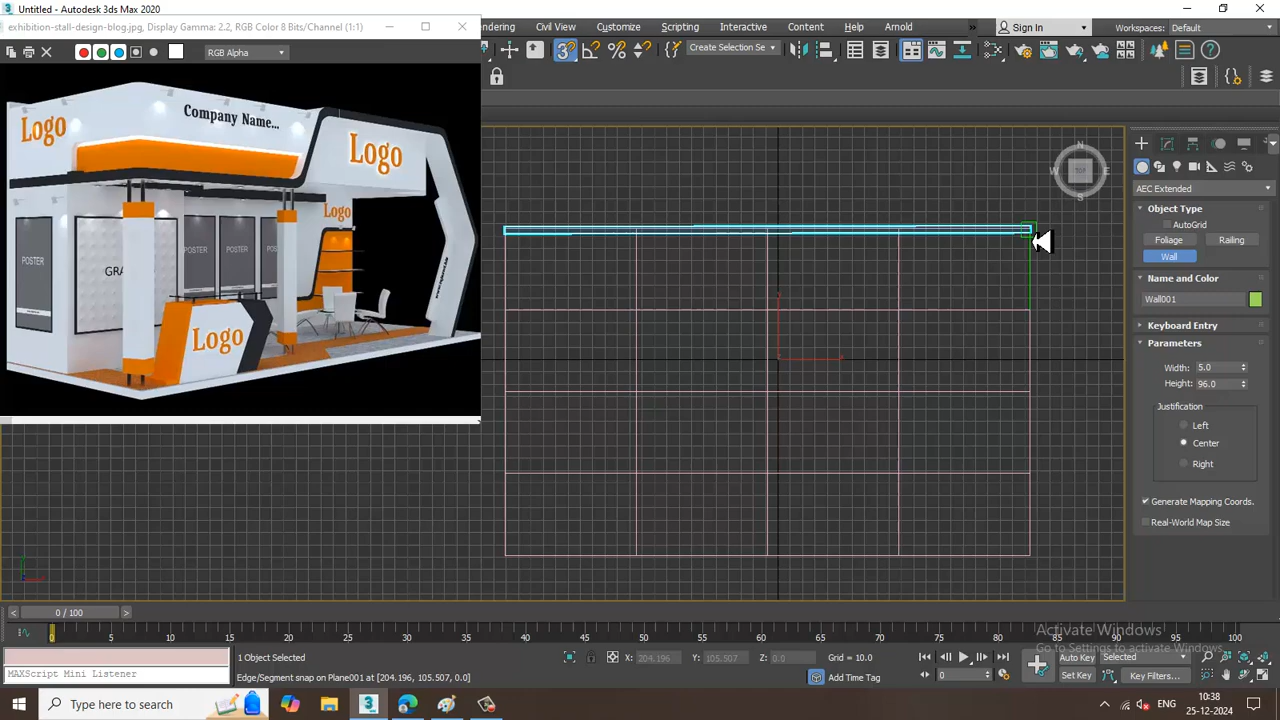 Untitled - Autodesk 3ds Max 2020
exhibition-stall-design-blog.jpg, Display Gamma: 2.2, RGB Color 8 Bits/Channel (1:1)
Rendering Civil View Customize Scripting Interactive Content Arnold » Sign In Workspaces: Default
RGB Alpha
Create Selection Se
Logo
Company Name...
Logo
Logo
POSTER
GRA
POSTER
POSTER
POSTER
Logo
N
W TOP E
S
AEC Extended
Object Type
AutoGrid
Foliage Railing
Wall
Name and Color
Wall001
Keyboard Entry
Parameters
Width: 5.0
Height: 96.0
Justification
Left
Center
Right
Generate Mapping Coords.
Real-World Map Size
< 0 / 100 >
0 5 10 15 20 25 30 35 40 45 50 55 60 65 70 75 80 85 90 95 100
Activate Windows
Go to Settings to activate Windows.
1 Object Selected
X: 204.196 Y: 105.507 Z: 0.0 Grid = 10.0
Auto Key Selected
MAXScript Mini Listener
Edge/Segment snap on Plane001 at [204.196, 105.507, 0.0]
Add Time Tag
0
Set Key Key Filters...
Type here to search
ENG
10:38
25-12-2024